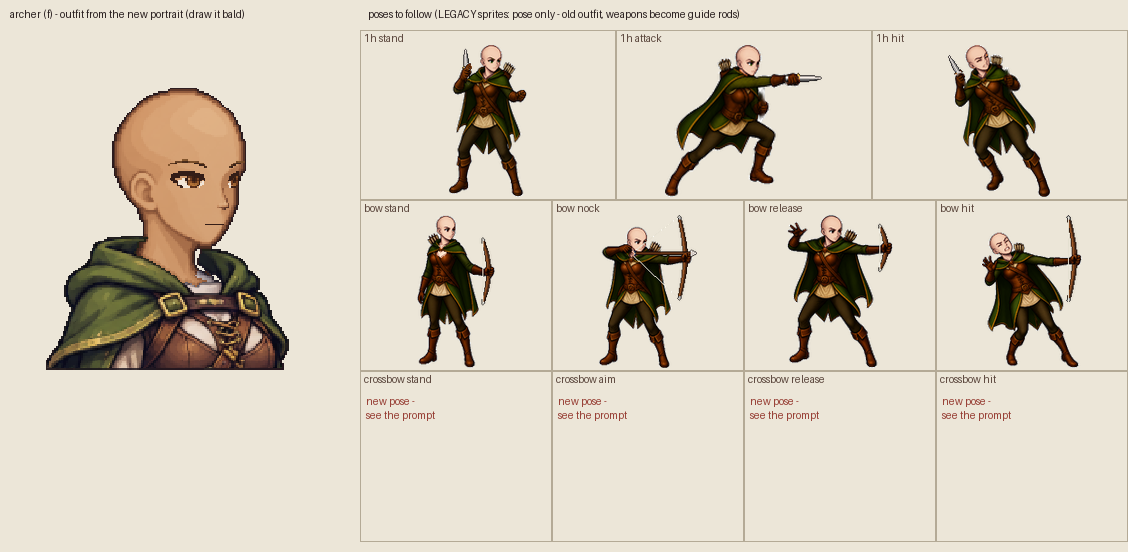 archer (f) - outfit from the new portrait (draw it bald)
poses to follow (LEGACY sprites: pose only - old outfit, weapons become guide rods)
1h stand
1h attack
1h hit
bow stand
bow nock
bow release
bow hit
crossbow stand
crossbow aim
crossbow release
crossbow hit
new pose -
see the prompt
new pose -
see the prompt
new pose -
see the prompt
new pose -
see the prompt